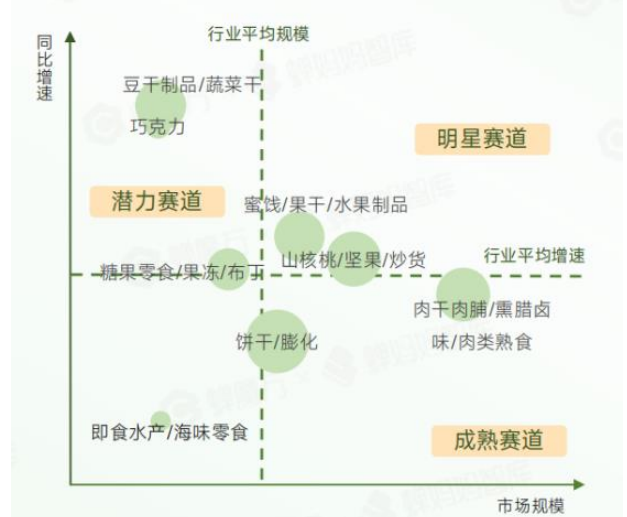 行业平均规模
同比增速
豆干制品/蔬菜干
巧克力
明星赛道
潜力赛道
蜜饯/果干/水果制品
行业平均增速
山核桃/坚果/炒货
糖果零食/果冻/布丁
肉干肉脯/熏腊卤
味/肉类熟食
饼干/膨化
即食水产/海味零食
成熟赛道
市场规模